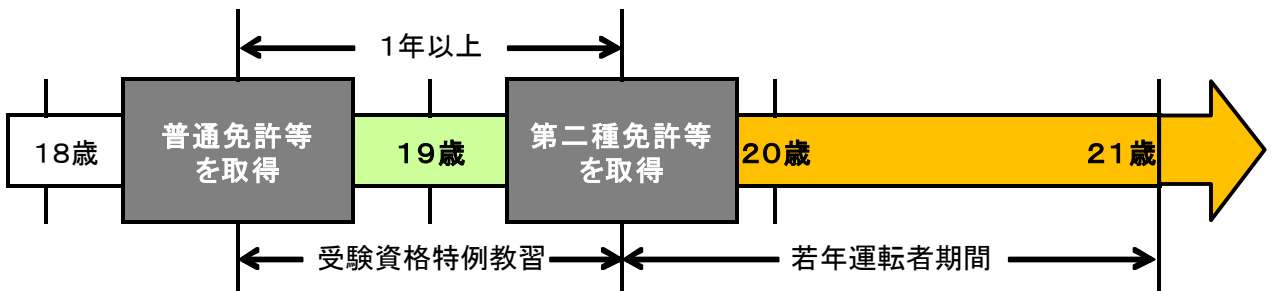 １年以上
18歳
普通免許等
を取得
19歳
第二種免許等
を取得
20歳
21歳
受験資格特例教習
若年運転者期間